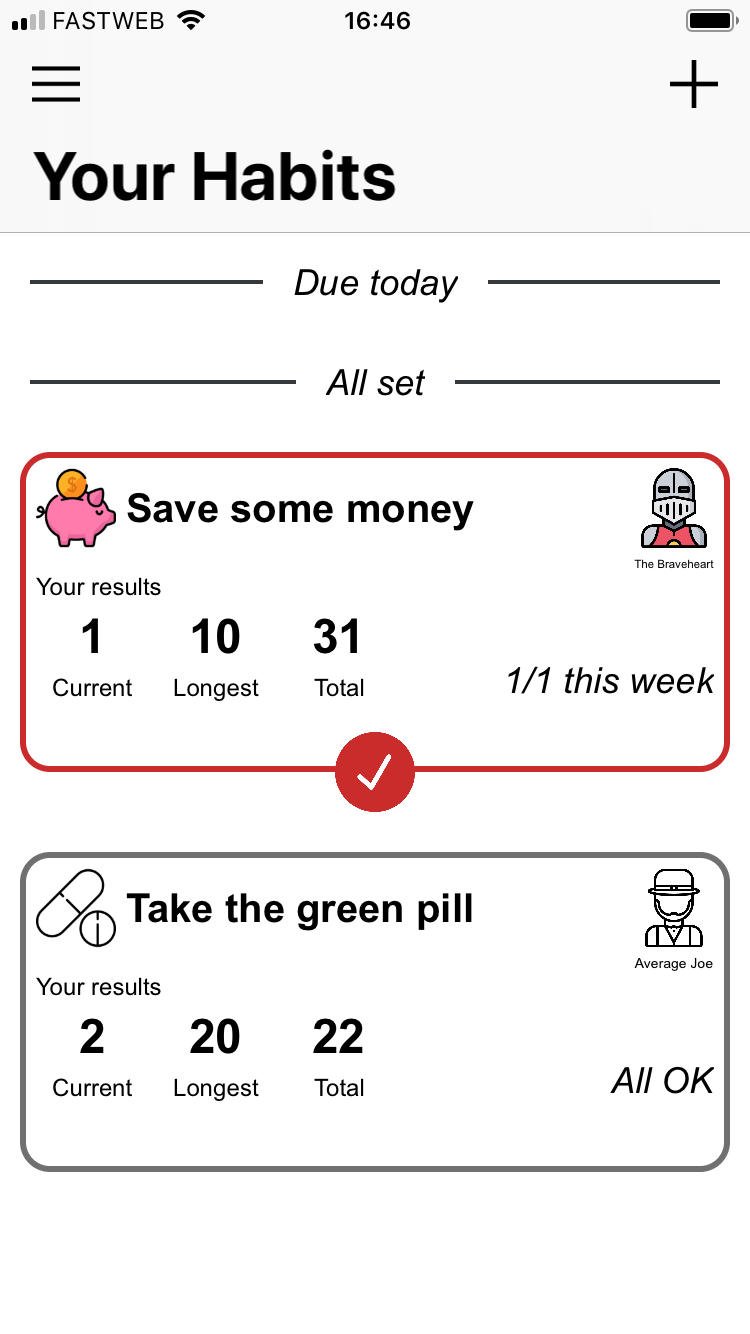 FASTWEB 16:46
Your Habits
Due today
All set
Save some money
The Braveheart
Your results
1 10 31
Current Longest Total
1/1 this week
Take the green pill
Average Joe
Your results
2 20 22
Current Longest Total
All OK